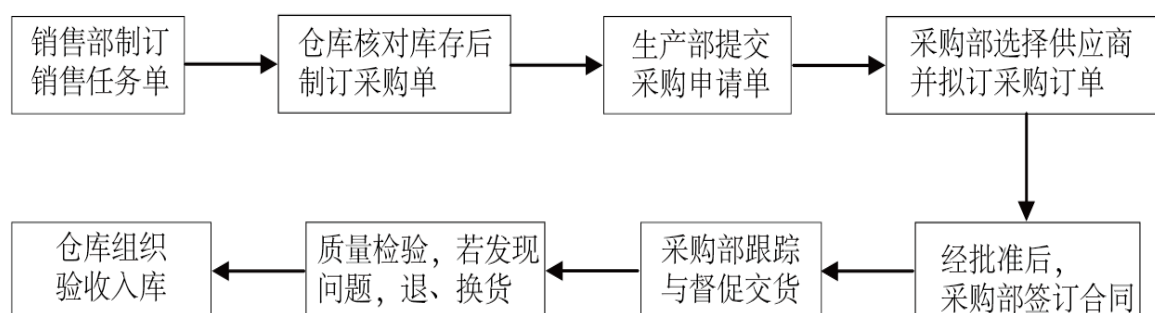 销售部制订
销售任务单
仓库核对库存后
制订采购单
生产部提交
采购申请单
采购部选择供应商
并拟订采购订单
仓库组织
验收入库
质量检验，若发现
问题，退、换货
采购部跟踪
与督促交货
经批准后，
采购部签订合同